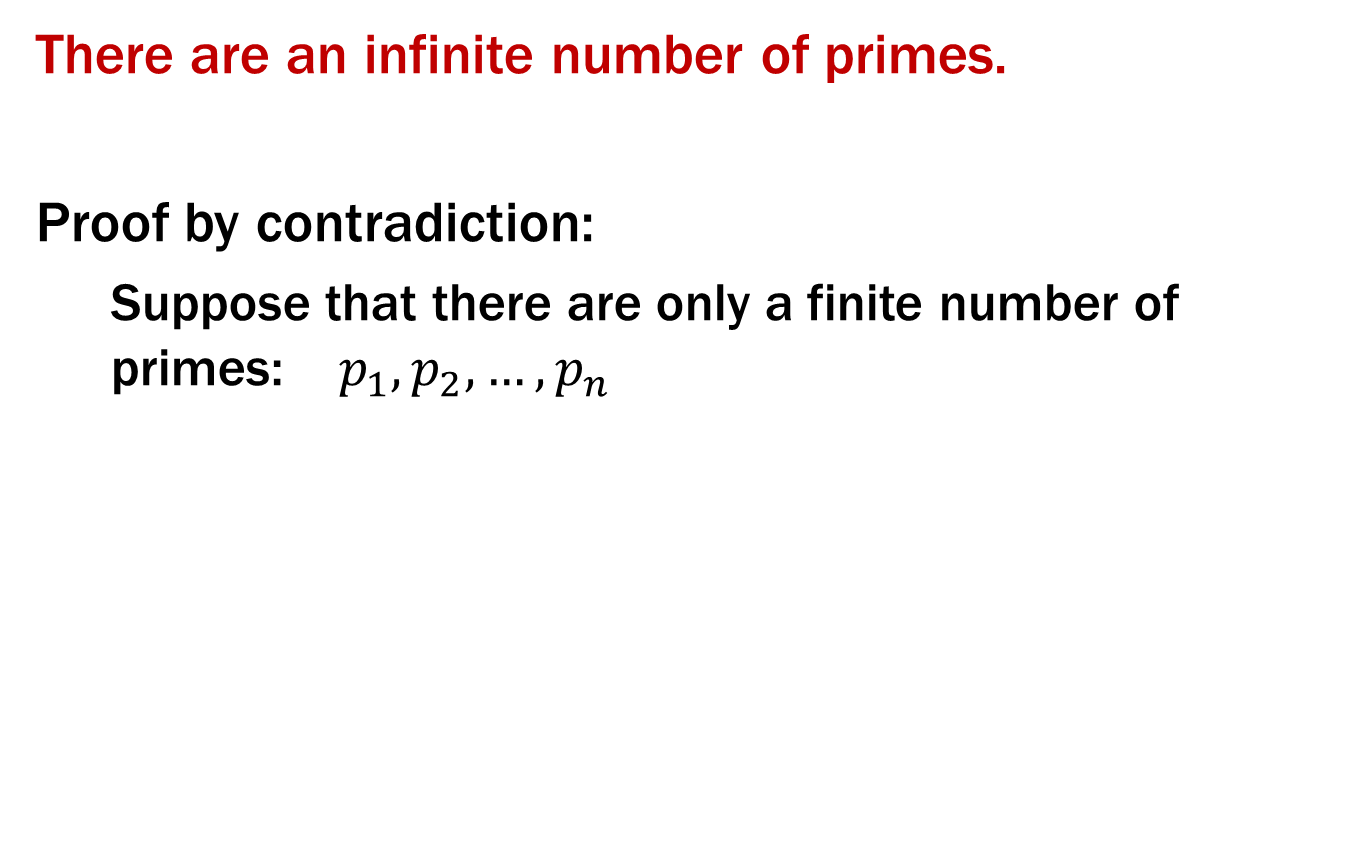 There are an infinite number of primes.
Proof by contradiction:
Suppose that there are only a finite number of
primes: p₁, p₂, … , pₙ